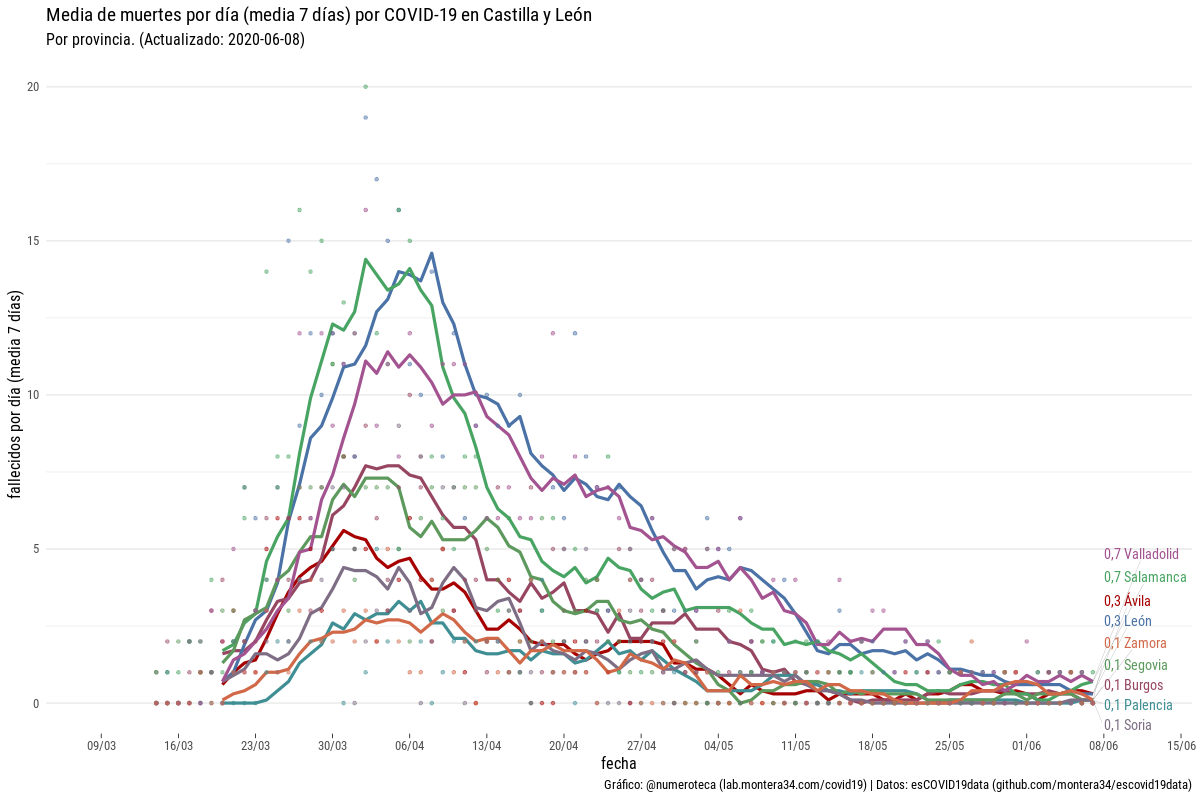 Media de muertes por día (media 7 días) por COVID-19 en Castilla y León
Por provincia. (Actualizado: 2020-06-08)
fallecidos por día (media 7 días)
20
15
10
5
0
0,7 Valladolid
0,7 Salamanca
0,3 Ávila
0,3 León
0,1 Zamora
0,1 Segovia
0,1 Burgos
0,1 Palencia
0,1 Soria
09/03 16/03 23/03 30/03 06/04 13/04 20/04 27/04 04/05 11/05 18/05 25/05 01/06 08/06 15/06
fecha
Gráfico: @numeroteca (lab.montera34.com/covid19) | Datos: esCOVID19data (github.com/montera34/escovid19data)